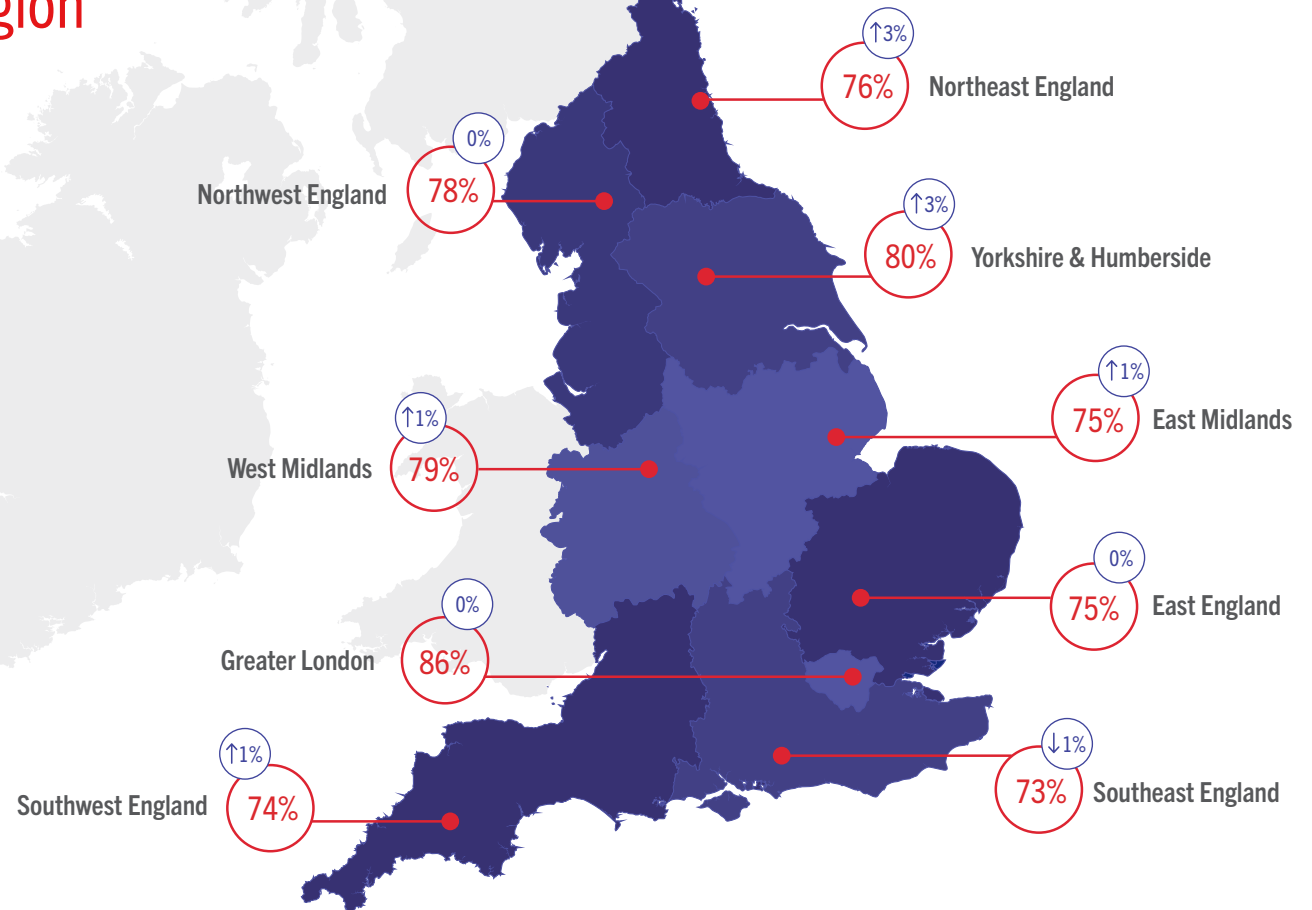 gion
↑3%
76%
Northeast England
0%
78%
Northwest England
↑3%
80%
Yorkshire & Humberside
↑1%
75%
East Midlands
↑1%
79%
West Midlands
0%
75%
East England
0%
86%
Greater London
↑1%
74%
Southwest England
↓1%
73%
Southeast England